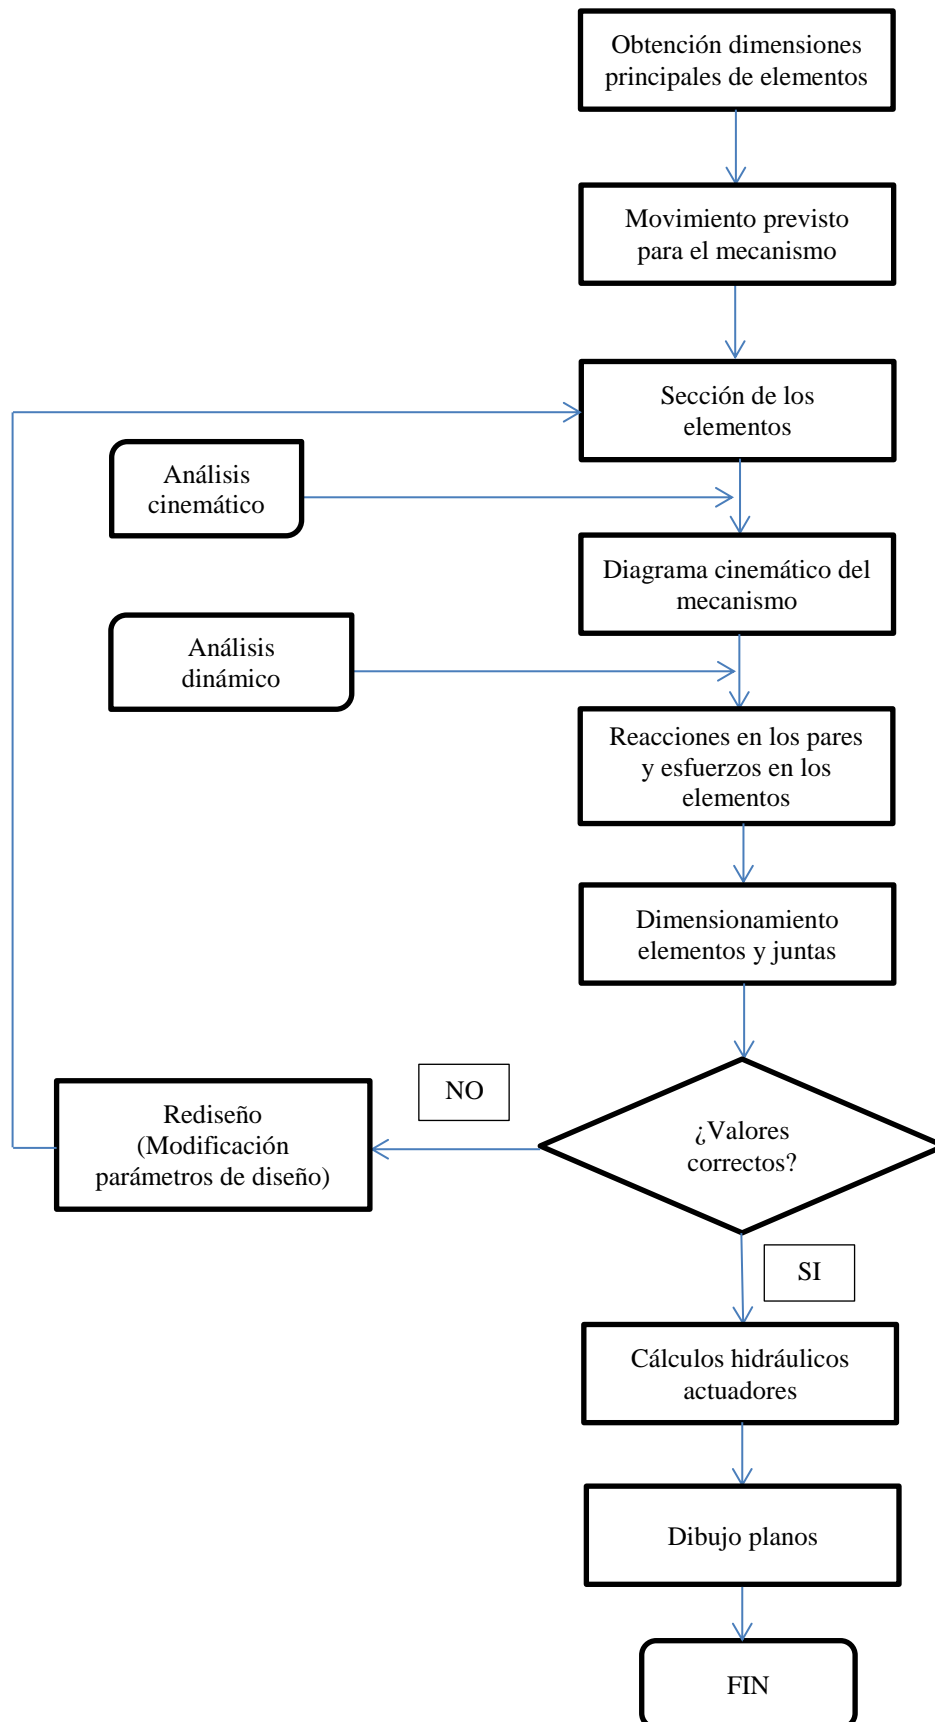 Obtención dimensiones
principales de elementos
Movimiento previsto
para el mecanismo
Sección de los
elementos
Análisis
cinemático
Diagrama cinemático del
mecanismo
Análisis
dinámico
Reacciones en los pares
y esfuerzos en los
elementos
Dimensionamiento
elementos y juntas
NO
Rediseño
(Modificación
parámetros de diseño)
¿Valores
correctos?
SI
Cálculos hidráulicos
actuadores
Dibujo planos
FIN